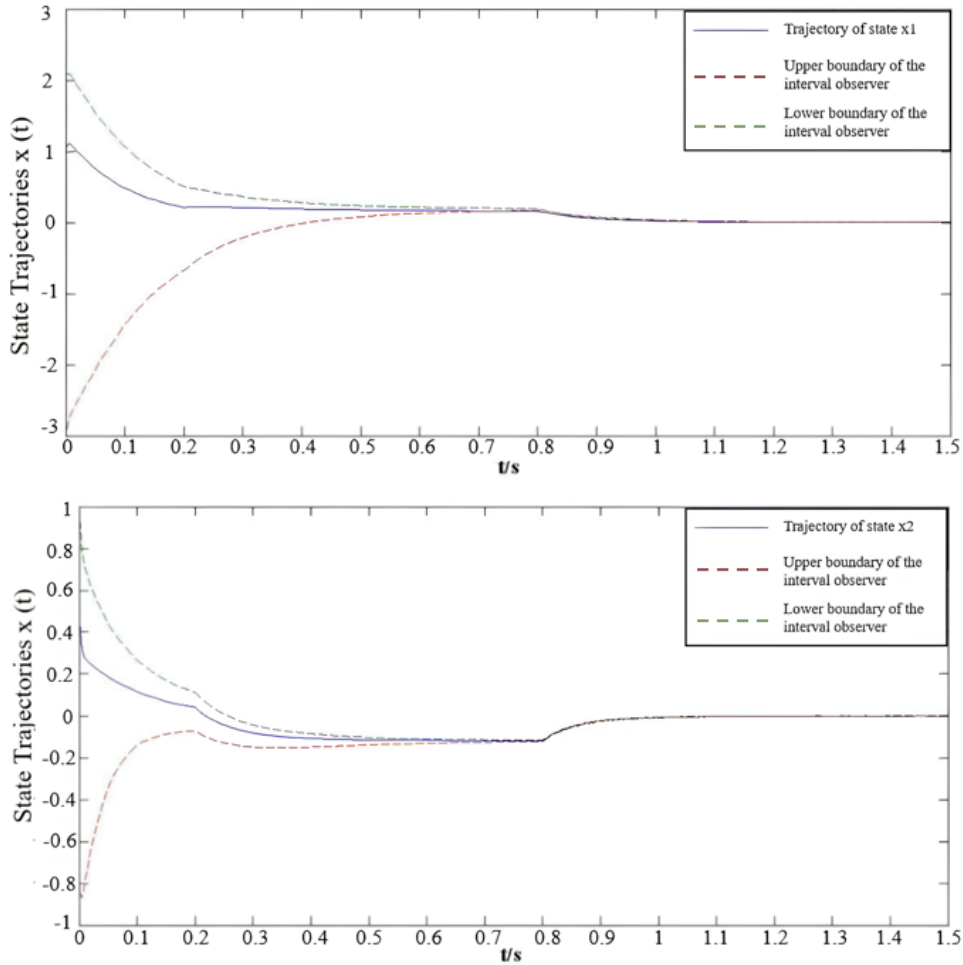 3
2
1
0
-1
-2
-3
State Trajectories x (t)
0 0.1 0.2 0.3 0.4 0.5 0.6 0.7 0.8 0.9 1 1.1 1.2 1.3 1.4 1.5
t/s
Trajectory of state x1
Upper boundary of the
interval observer
Lower boundary of the
interval observer
1
0.8
0.6
0.4
0.2
0
-0.2
-0.4
-0.6
-0.8
-1
State Trajectories x (t)
0 0.1 0.2 0.3 0.4 0.5 0.6 0.7 0.8 0.9 1 1.1 1.2 1.3 1.4 1.5
t/s
Trajectory of state x2
Upper boundary of the
interval observer
Lower boundary of the
interval observer